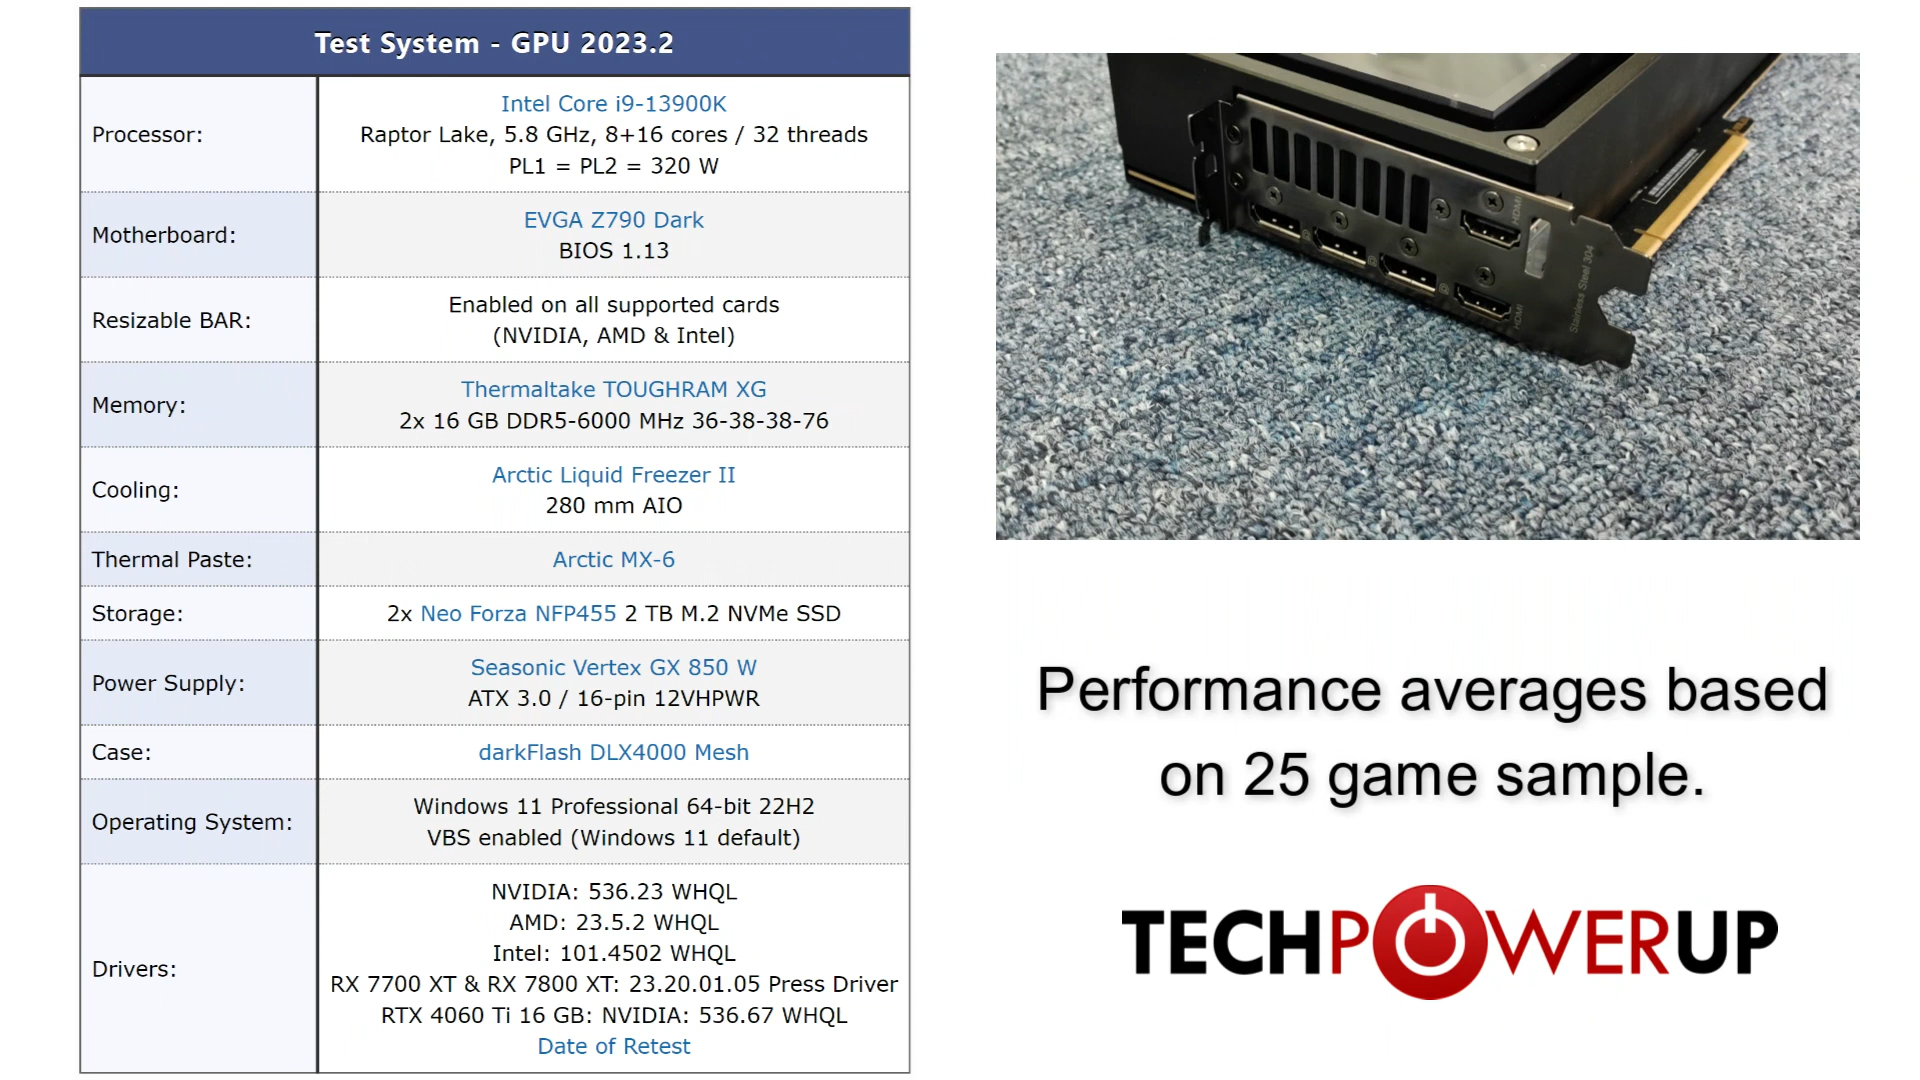 Test System - GPU 2023.2
Processor:
Intel Core i9-13900K
Raptor Lake, 5.8 GHz, 8+16 cores / 32 threads
PL1 = PL2 = 320 W
Motherboard:
EVGA Z790 Dark
BIOS 1.13
Resizable BAR:
Enabled on all supported cards
(NVIDIA, AMD & Intel)
Memory:
Thermaltake TOUGHRAM XG
2x 16 GB DDR5-6000 MHz 36-38-38-76
Cooling:
Arctic Liquid Freezer II
280 mm AIO
Thermal Paste:
Arctic MX-6
Storage:
2x Neo Forza NFP455 2 TB M.2 NVMe SSD
Power Supply:
Seasonic Vertex GX 850 W
ATX 3.0 / 16-pin 12VHPWR
Case:
darkFlash DLX4000 Mesh
Operating System:
Windows 11 Professional 64-bit 22H2
VBS enabled (Windows 11 default)
Drivers:
NVIDIA: 536.23 WHQL
AMD: 23.5.2 WHQL
Intel: 101.4502 WHQL
RX 7700 XT & RX 7800 XT: 23.20.01.05 Press Driver
RTX 4060 Ti 16 GB: NVIDIA: 536.67 WHQL
Date of Retest
HDMI
HDMI
Stainless Steel 304
Performance averages based
on 25 game sample.
TECHPOWERUP